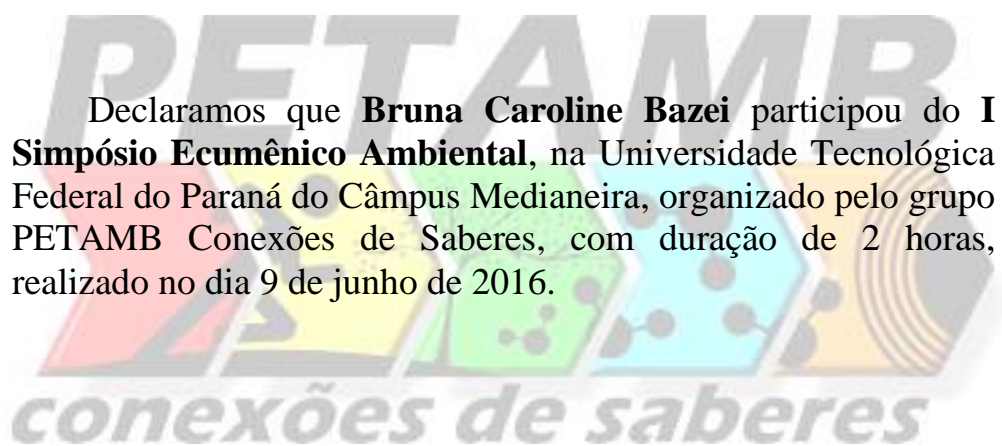 PETAMB
Declaramos que Bruna Caroline Bazei participou do I
Simpósio Ecumênico Ambiental, na Universidade Tecnológica
Federal do Paraná do Câmpus Medianeira, organizado pelo grupo
PETAMB Conexões de Saberes, com duração de 2 horas,
realizado no dia 9 de junho de 2016.
conexões de saberes